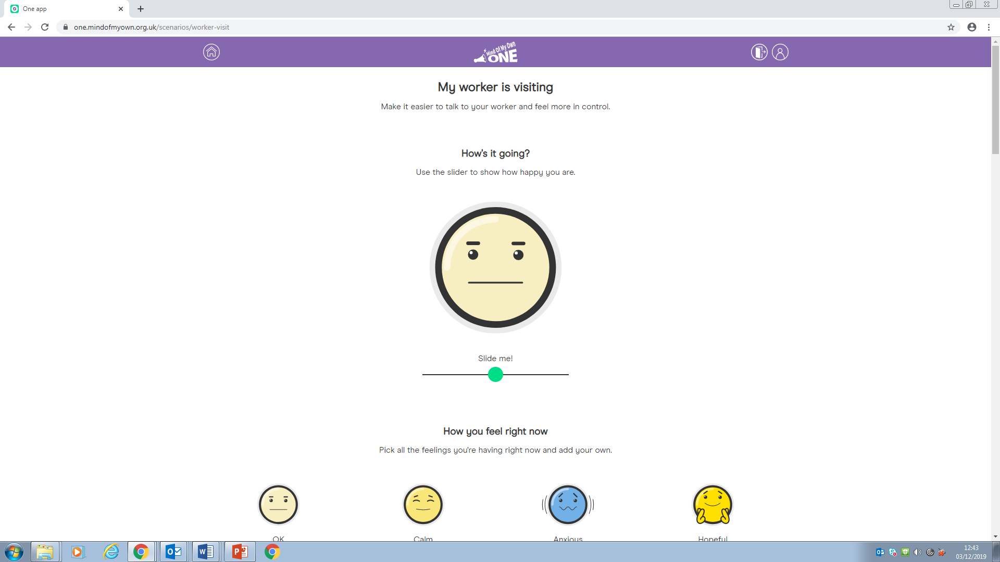 One app
one.mindofmyown.org.uk/scenarios/worker-visit
Mind Of My Own
ONE
My worker is visiting
Make it easier to talk to your worker and feel more in control.
How's it going?
Use the slider to show how happy you are.
Slide me!
How you feel right now
Pick all the feelings you're having right now and add your own.
OK
Calm
Anxious
Hopeful
12:43
03/12/2019